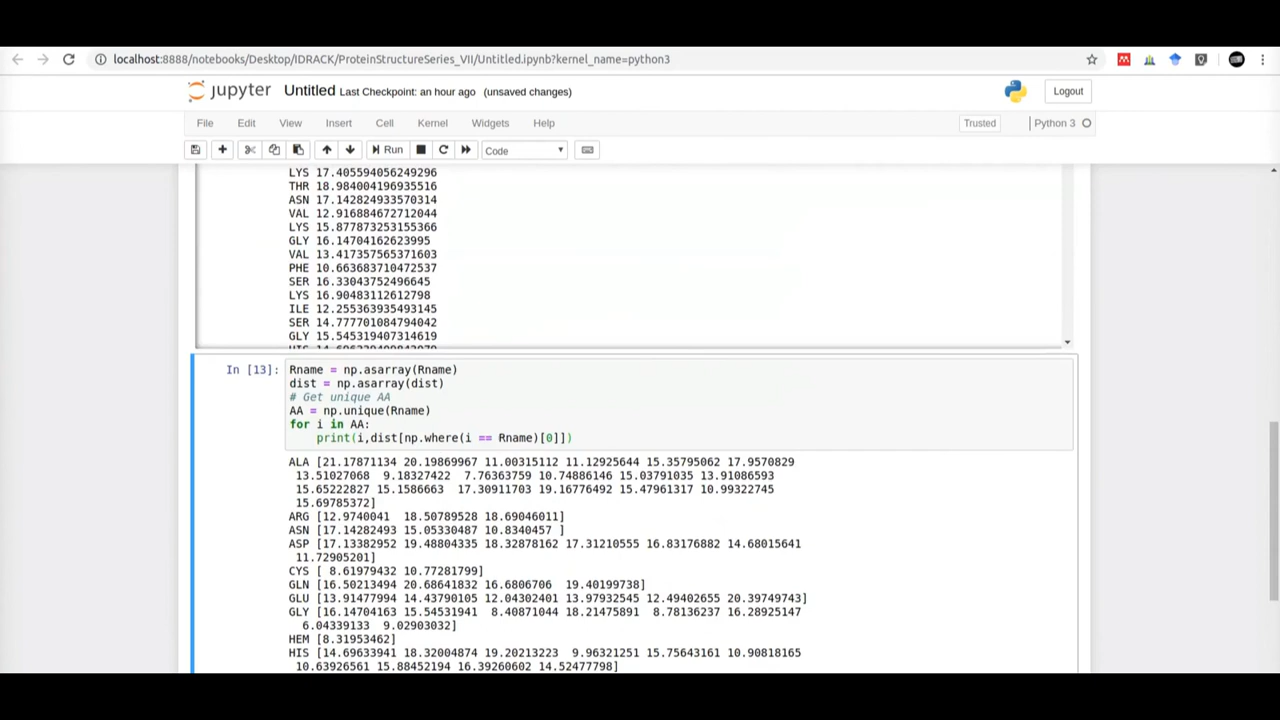 localhost:8888/notebooks/Desktop/IDRACK/ProteinStructureSeries_VII/Untitled.ipynb?kernel_name=python3
jupyter Untitled Last Checkpoint: an hour ago (unsaved changes) Logout
File Edit View Insert Cell Kernel Widgets Help Trusted Python 3
Run Code
LYS 17.405594056249296
THR 18.984004196935516
ASN 17.142824933570314
VAL 12.916884672712044
LYS 15.877873253155366
GLY 16.14704162623995
VAL 13.417357565371603
PHE 10.663683710472537
SER 16.33043752496645
LYS 16.90483112612798
ILE 12.255363935493145
SER 14.777701084794042
GLY 15.545319407314619
In [13]: Rname = np.asarray(Rname)
dist = np.asarray(dist)
# Get unique AA
AA = np.unique(Rname)
for i in AA:
print(i,dist[np.where(i == Rname)[0]])
ALA [21.17871134 20.19869967 11.00315112 11.12925644 15.35795062 17.9570829
13.51027068 9.18327422 7.76363759 10.74886146 15.03791035 13.91086593
15.65222827 15.1586663 17.30911703 19.16776492 15.47961317 10.99322745
15.69785372]
ARG [12.9740041 18.50789528 18.69046011]
ASN [17.14282493 15.05330487 10.8340457 ]
ASP [17.13382952 19.48804335 18.32878162 17.31210555 16.83176882 14.68015641
11.72905201]
CYS [ 8.61979432 10.77281799]
GLN [16.50213494 20.68641832 16.6806706 19.40199738]
GLU [13.91477994 14.43790105 12.04302401 13.97932545 12.49402655 20.39749743]
GLY [16.14704163 15.54531941 8.40871044 18.21475891 8.78136237 16.28925147
6.04339133 9.02903032]
HEM [8.31953462]
HIS [14.69633941 18.32004874 19.20213223 9.96321251 15.75643161 10.90818165
10.63926561 15.88452194 16.39260602 14.52477798]